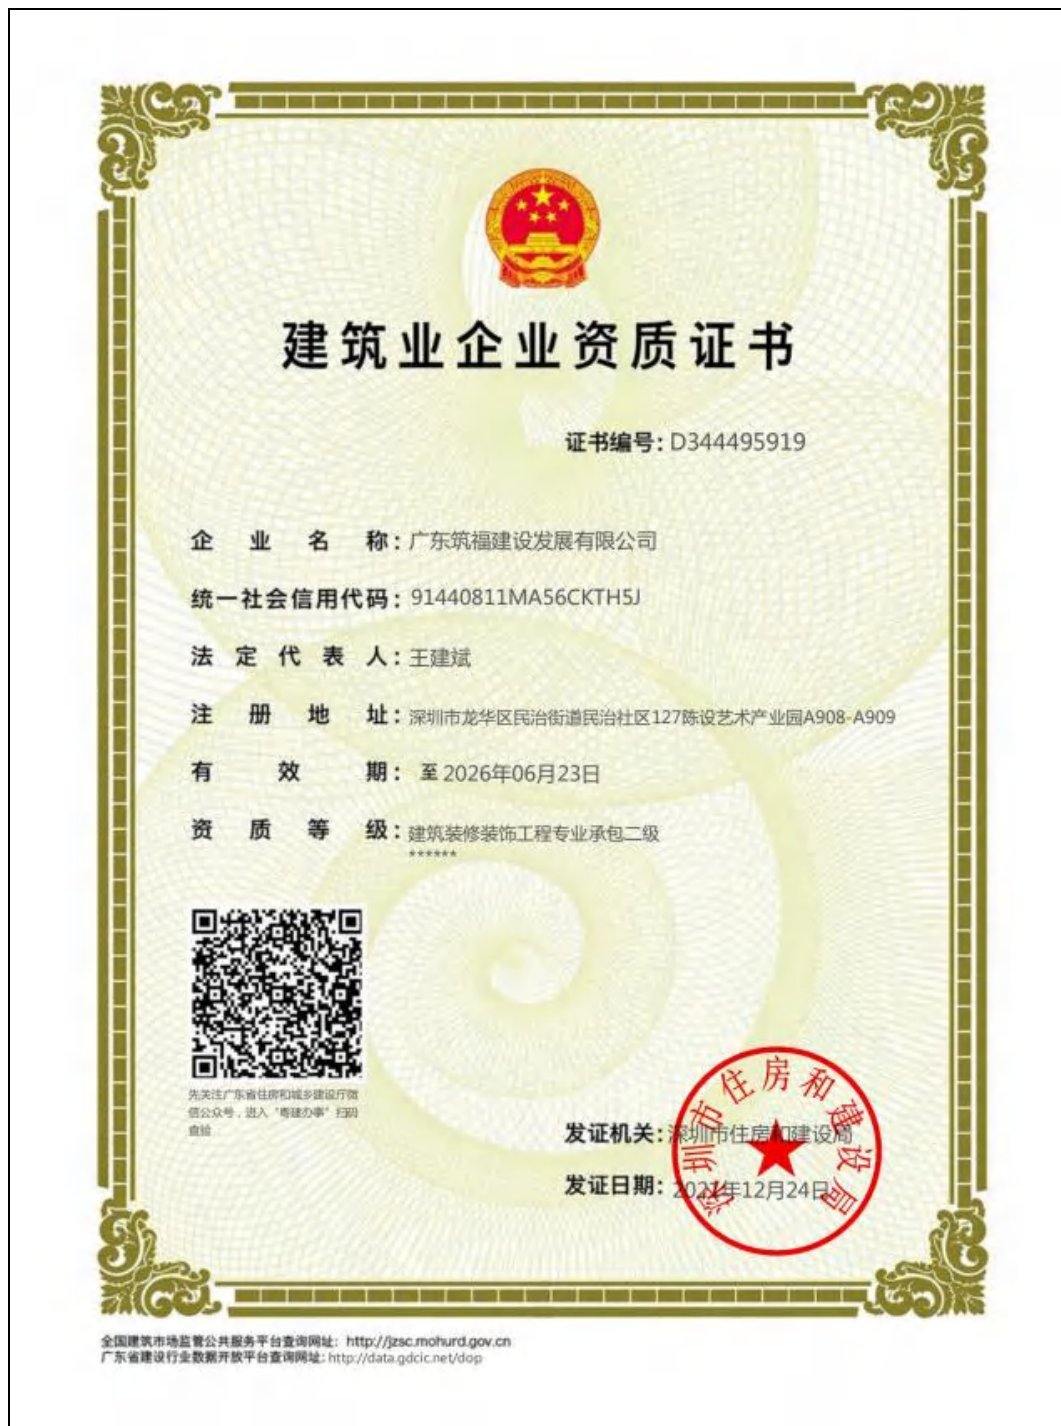 建筑业企业资质证书
证书编号：D344495919
企业名称：广东筑福建设发展有限公司
统一社会信用代码：91440811MA56CKTH5J
法定代表人：王建斌
注册地址：深圳市龙华区民治街道民治社区127陈设艺术产业园A908-A909
有效期：至2026年06月23日
资质等级：建筑装修装饰工程专业承包二级
******
先关注广东省住房和城乡建设厅微
信公众号，进入“粤建办事”扫码
查验
发证机关：深圳市住房和建设局
发证日期：2021年12月24日
深圳市住房和建设局
全国建筑市场监管公共服务平台查询网址：http://jzsc.mohurd.gov.cn
广东省建设行业数据开放平台查询网址：http://data.gdcic.net/dop